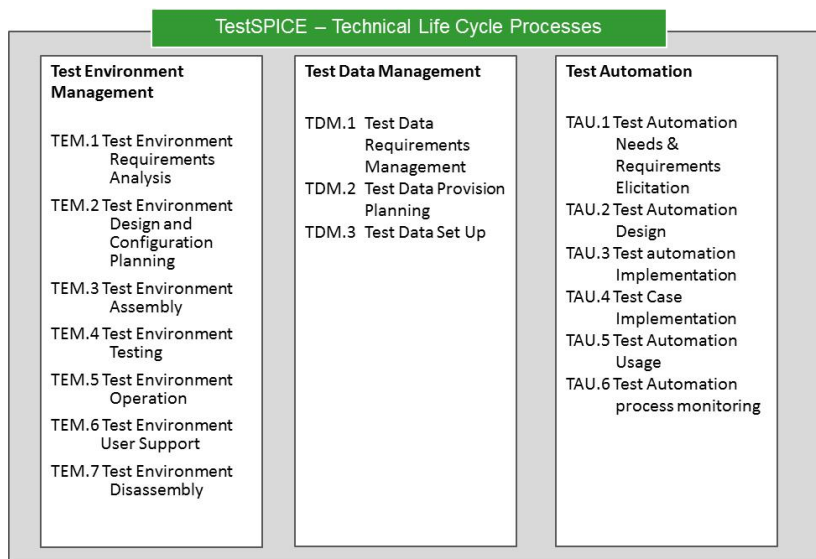 TestSPICE – Technical Life Cycle Processes
Test Environment
Management
TEM.1 Test Environment
Requirements
Analysis
TEM.2 Test Environment
Design and
Configuration
Planning
TEM.3 Test Environment
Assembly
TEM.4 Test Environment
Testing
TEM.5 Test Environment
Operation
TEM.6 Test Environment
User Support
TEM.7 Test Environment
Disassembly
Test Data Management
TDM.1 Test Data
Requirements
Management
TDM.2 Test Data Provision
Planning
TDM.3 Test Data Set Up
Test Automation
TAU.1 Test Automation
Needs &
Requirements
Elicitation
TAU.2 Test Automation
Design
TAU.3 Test automation
Implementation
TAU.4 Test Case
Implementation
TAU.5 Test Automation
Usage
TAU.6 Test Automation
process monitoring